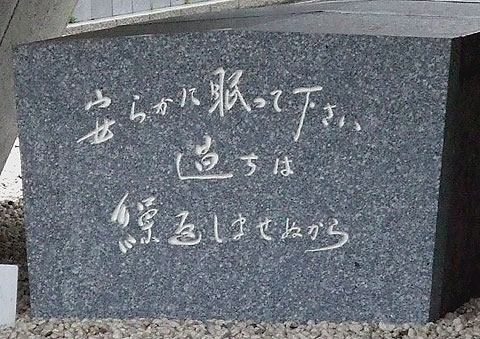 安らかに眠って下さい
過ちは
繰返しませぬから